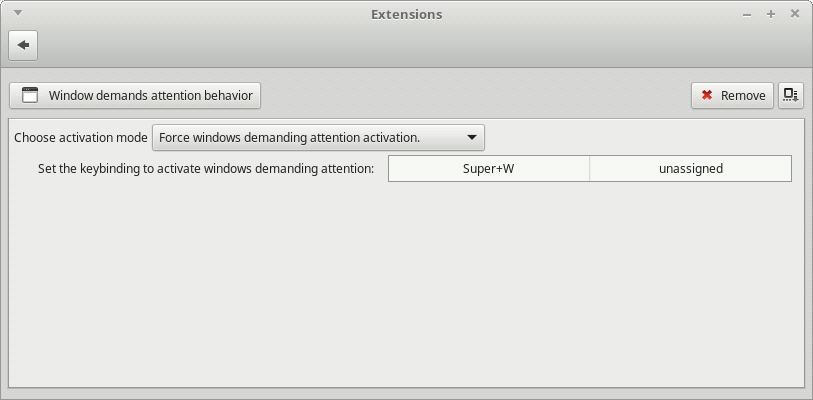 Extensions
Window demands attention behavior
Remove
Choose activation mode Force windows demanding attention activation.
Set the keybinding to activate windows demanding attention: Super+W unassigned